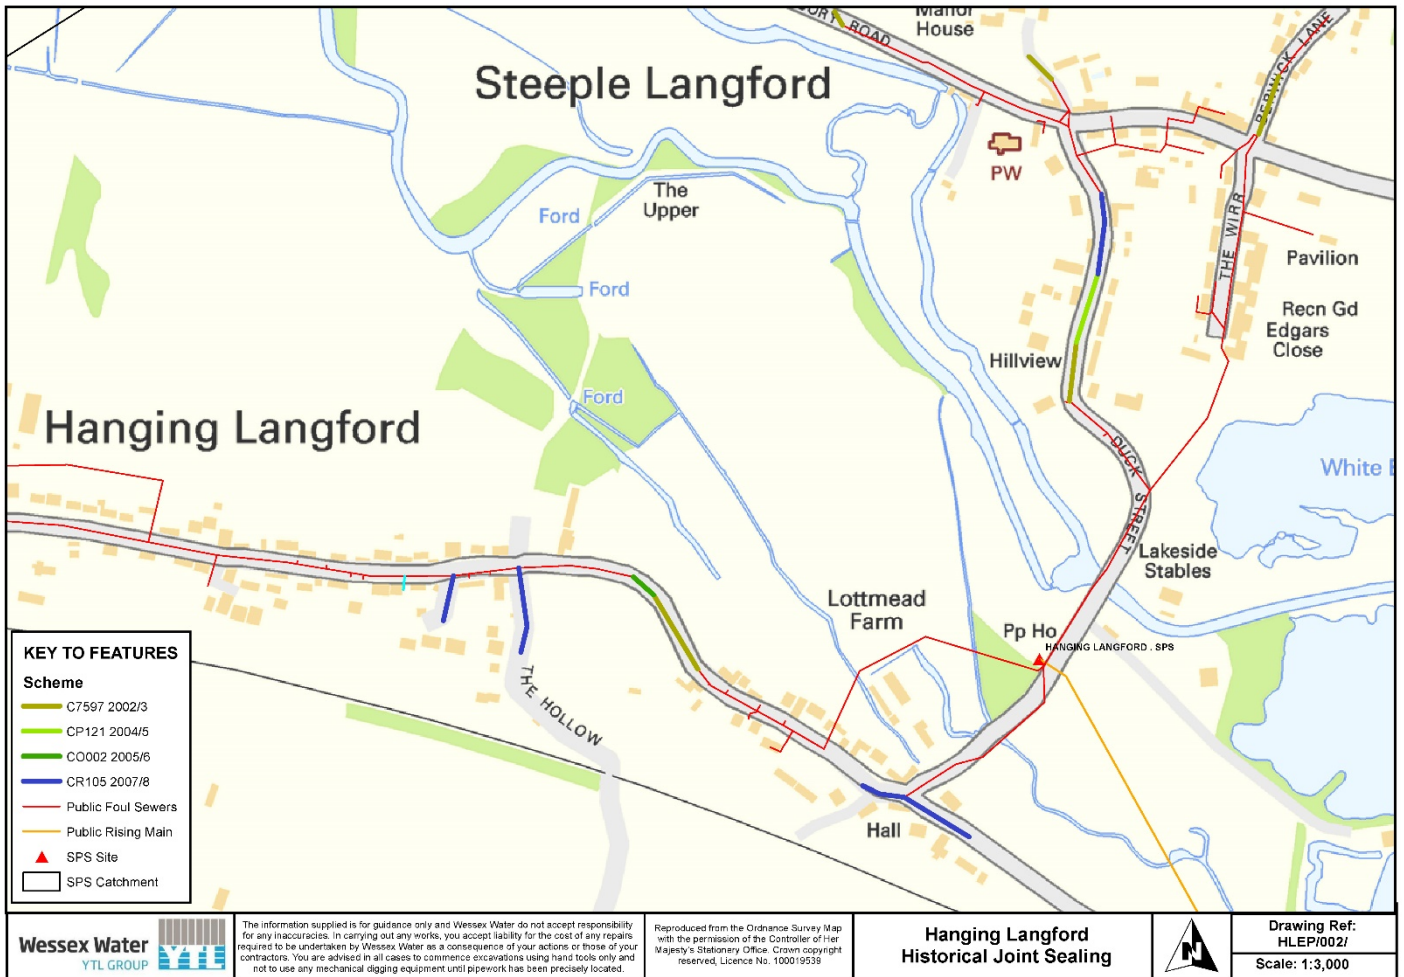 Manor
House
BURY ROAD
BERWICK LANE
Steeple Langford
PW
The
Upper
Ford
THE WIRR
Pavilion
Ford
Recn Gd
Edgars
Close
Hillview
Ford
Hanging Langford
DUCK STREET
White
Lakeside
Stables
Lottmead
Farm
Pp Ho
HANGING LANGFORD . SPS
THE HOLLOW
Hall
KEY TO FEATURES
Scheme
C7597 2002/3
CP121 2004/5
CO002 2005/6
CR105 2007/8
Public Foul Sewers
Public Rising Main
SPS Site
SPS Catchment
Wessex Water
YTL GROUP
YTL
The information supplied is for guidance only and Wessex Water do not accept responsibility
for any inaccuracies. In carrying out any works, you accept liability for the cost of any repairs
required to be undertaken by Wessex Water as a consequence of your actions or those of your
contractors. You are advised in all cases to commence excavations using hand tools only and
not to use any mechanical digging equipment until pipework has been precisely located.
Reproduced from the Ordnance Survey Map
with the permission of the Controller of Her
Majesty's Stationery Office. Crown copyright
reserved, Licence No. 100019539
Hanging Langford
Historical Joint Sealing
N
Drawing Ref:
HLEP/002/
Scale: 1:3,000